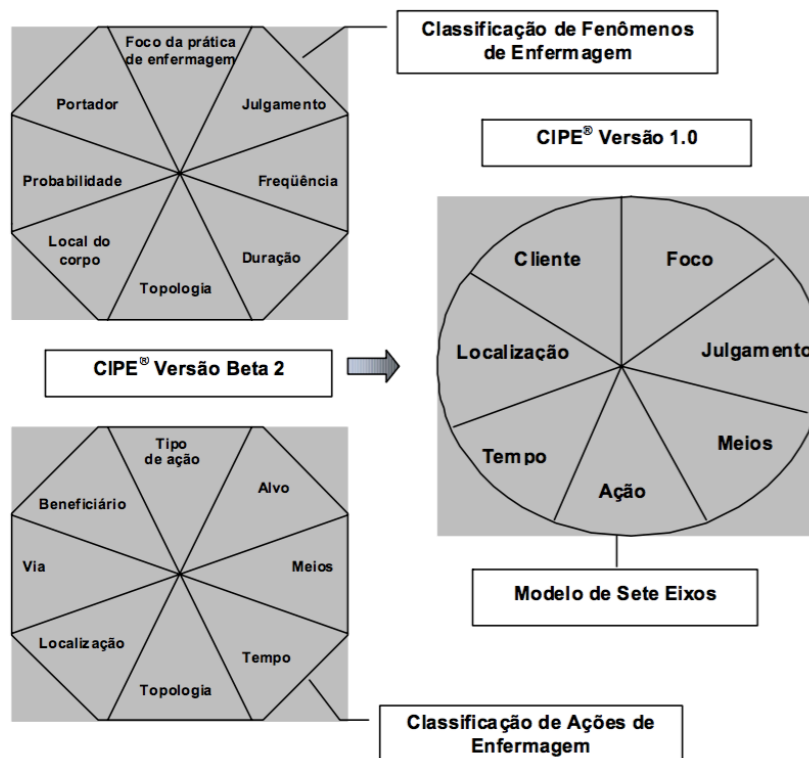 Foco da prática
de enfermagem
Julgamento
Freqüência
Duração
Topologia
Local do
corpo
Probabilidade
Portador
Classificação de Fenômenos
de Enfermagem
CIPE® Versão Beta 2
Tipo
de ação
Alvo
Meios
Tempo
Topologia
Localização
Via
Beneficiário
Classificação de Ações de
Enfermagem
CIPE® Versão 1.0
Cliente
Foco
Localização
Julgamento
Tempo
Meios
Ação
Modelo de Sete Eixos